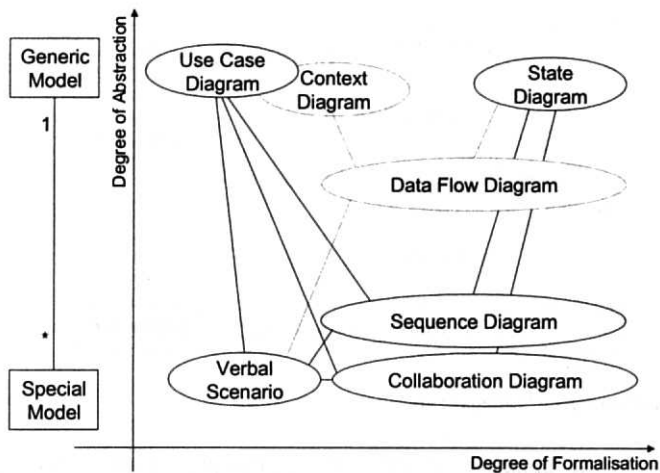 Generic
Model
1
*
Special
Model
Degree of Abstraction
Use Case
Diagram
Context
Diagram
State
Diagram
Data Flow Diagram
Sequence Diagram
Verbal
Scenario
Collaboration Diagram
Degree of Formalisation